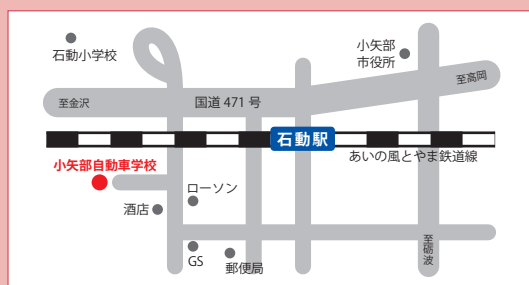 石動小学校
小矢部
市役所
至高岡
至金沢
国道 471 号
石動駅
あいの風とやま鉄道線
小矢部自動車学校
ローソン
酒店
至砺波
GS
郵便局